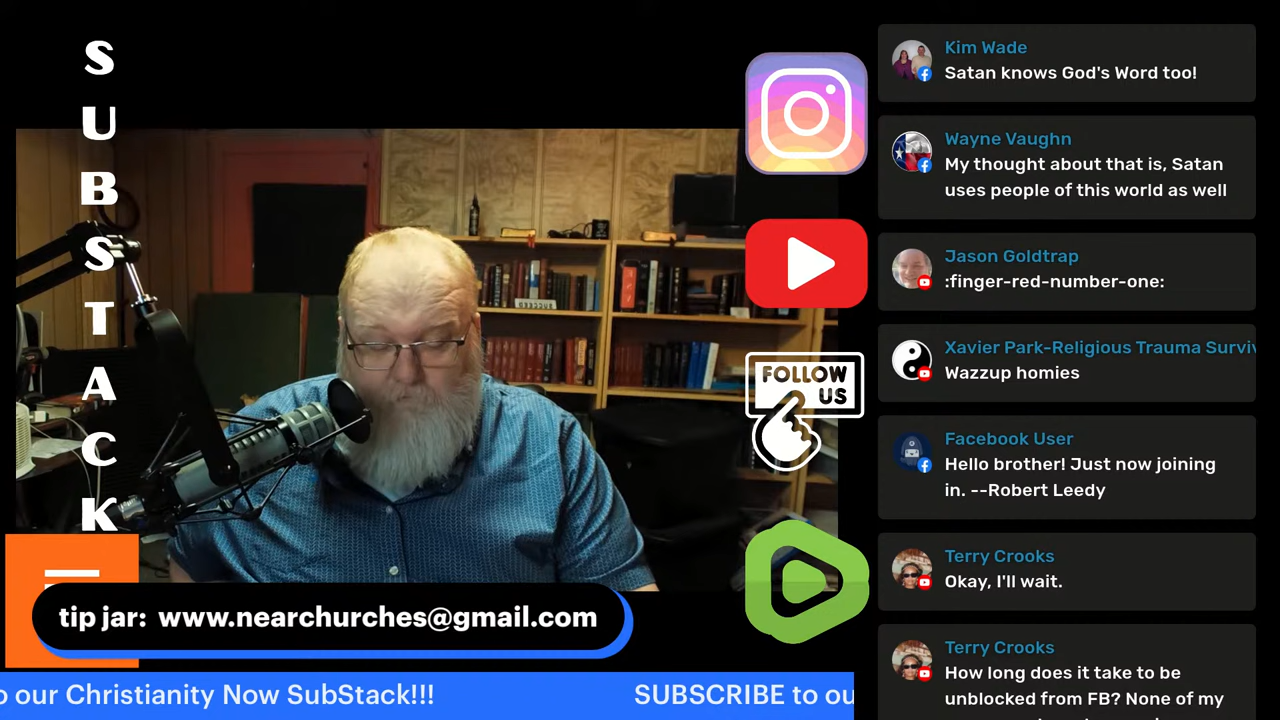 SUBSTACK
SUCCEED
FOLLOW
US
tip jar: www.nearchurches@gmail.com
o our Christianity Now SubStack!!!
SUBSCRIBE to ou
Kim Wade
Satan knows God's Word too!
Wayne Vaughn
My thought about that is, Satan
uses people of this world as well
Jason Goldtrap
:finger-red-number-one:
Xavier Park-Religious Trauma Surviv
Wazzup homies
Facebook User
Hello brother! Just now joining
in. --Robert Leedy
Terry Crooks
Okay, I'll wait.
Terry Crooks
How long does it take to be
unblocked from FB? None of my